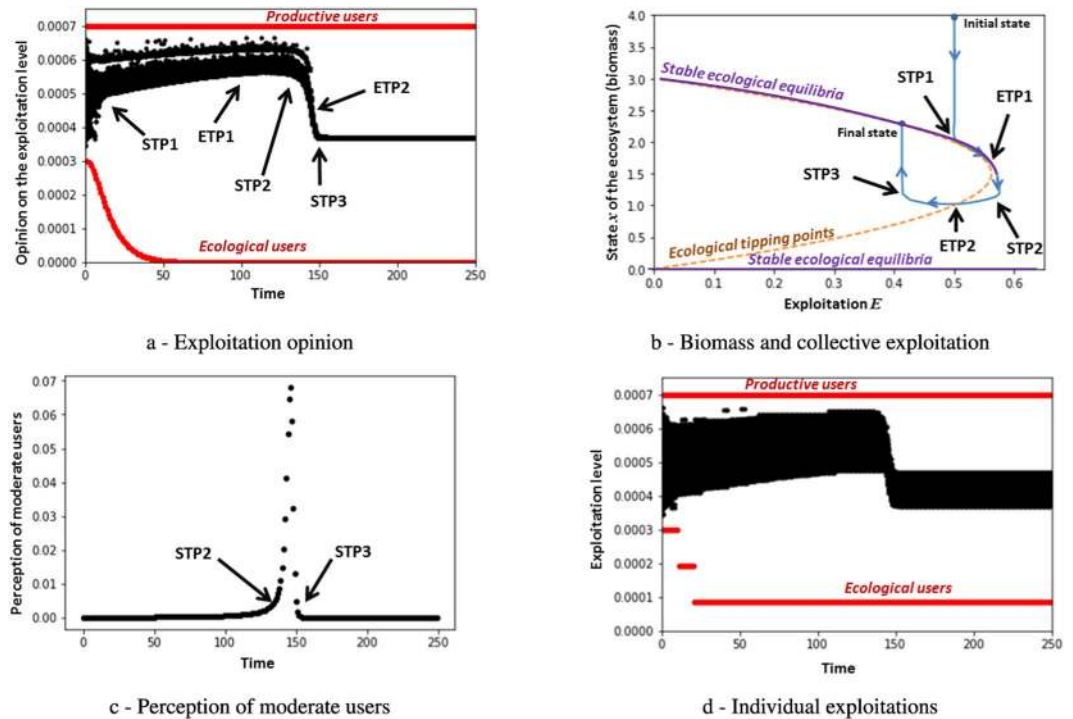 Productive users
0.0007
0.0006
0.0005
0.0004
0.0003
0.0002
0.0001
0.0000
Opinion on the exploitation level
STP1
ETP1
STP2
ETP2
STP3
Ecological users
0
50
100
150
200
250
Time
a - Exploitation opinion
4.0
3.5
3.0
2.5
2.0
1.5
1.0
0.5
0.0
State x of the ecosystem (biomass)
Initial state
Stable ecological equilibria
STP1
ETP1
Final state
STP3
ETP2
STP2
Ecological tipping points
Stable ecological equilibria
0.0
0.1
0.2
0.3
0.4
0.5
0.6
Exploitation E
b - Biomass and collective exploitation
0.07
0.06
0.05
0.04
0.03
0.02
0.01
0.00
Perception of moderate users
STP2
STP3
0
50
100
150
200
250
Time
c - Perception of moderate users
Productive users
0.0007
0.0006
0.0005
0.0004
0.0003
0.0002
0.0001
0.0000
Exploitation level
Ecological users
0
50
100
150
200
250
Time
d - Individual exploitations